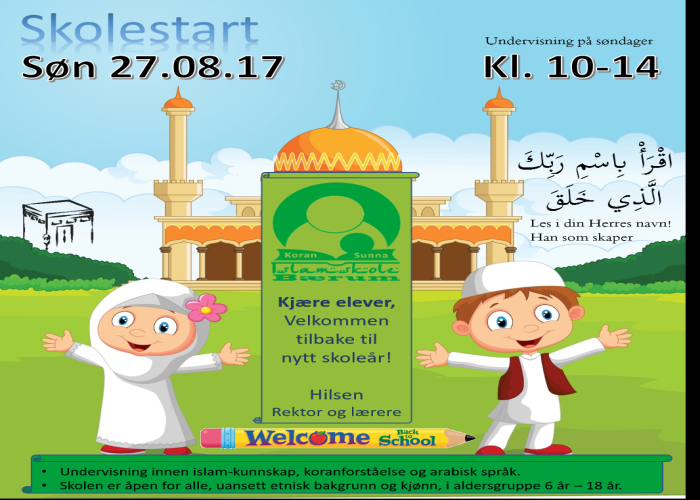 Skolestart
Søn 27.08.17
Undervisning på søndager
Kl. 10-14
اقْرَأْ بِاسْمِ رَبِّكَ
الَّذِي خَلَقَ
Les i din Herres navn!
Han som skaper
Koran Sunna
Islamskole
Bærum
Kjære elever,
Velkommen
tilbake til
nytt skoleår!
Hilsen
Rektor og lærere
Welcome Back to School
• Undervisning innen islam-kunnskap, koranforståelse og arabisk språk.
• Skolen er åpen for alle, uansett etnisk bakgrunn og kjønn, i aldersgruppe 6 år – 18 år.